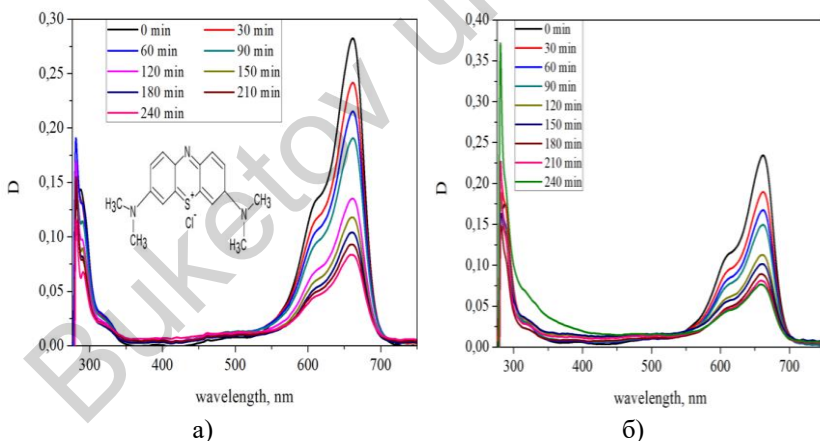 0,30
0,25
0,20
0,15
0,10
0,05
0,00
D
0 min 30 min
60 min 90 min
120 min 150 min
180 min 210 min
240 min
N
H3C
N
CH3
S+
Cl-
N
CH3
CH3
300 400 500 600 700
wavelength, nm
а)
0,40
0,35
0,30
0,25
0,20
0,15
0,10
0,05
0,00
D
0 min
30 min
60 min
90 min
120 min
150 min
180 min
210 min
240 min
300 400 500 600 700
wavelength, nm
б)
Buketov